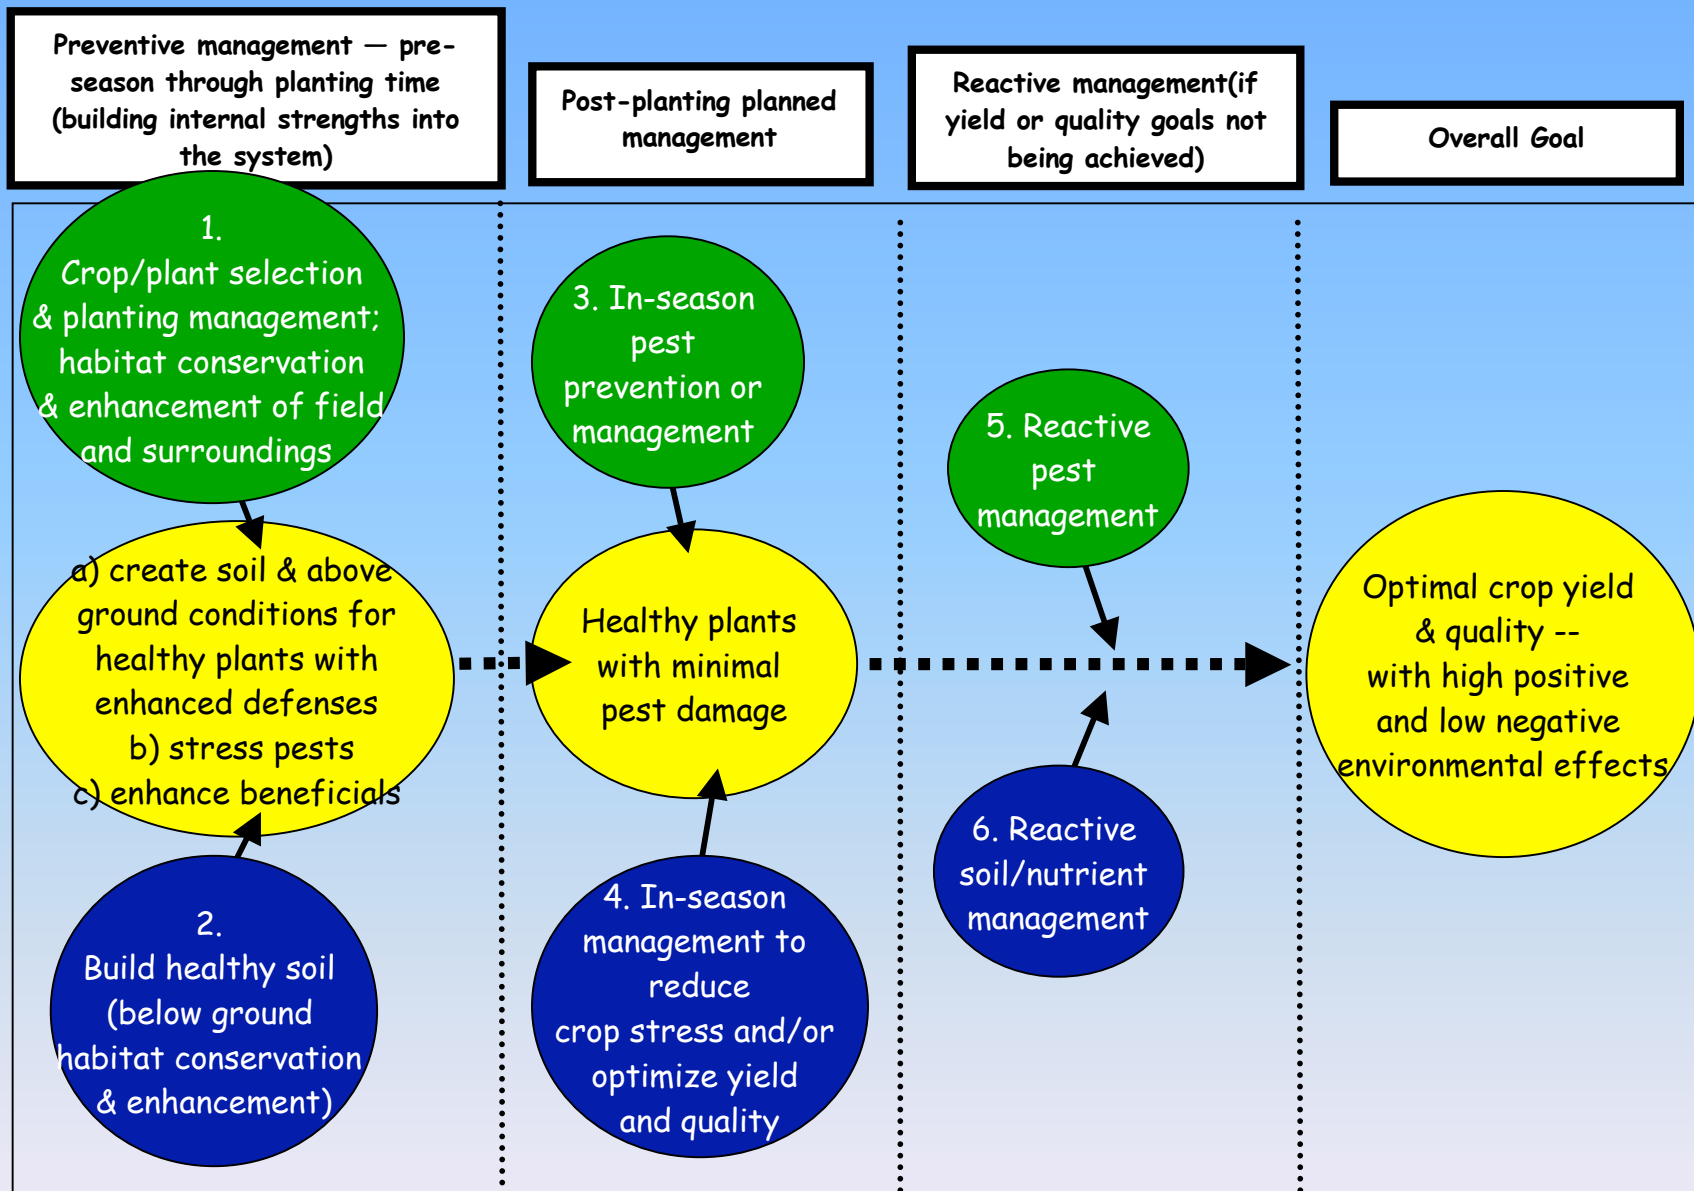 Preventive management — pre-
season through planting time
(building internal strengths into
the system)
Post-planting planned
management
Reactive management(if
yield or quality goals not
being achieved)
Overall Goal
1.
Crop/plant selection
& planting management;
habitat conservation
& enhancement of field
and surroundings
a) create soil & above
ground conditions for
healthy plants with
enhanced defenses
b) stress pests
c) enhance beneficials
2.
Build healthy soil
(below ground
habitat conservation
& enhancement)
3. In-season
pest
prevention or
management
Healthy plants
with minimal
pest damage
4. In-season
management to
reduce
crop stress and/or
optimize yield
and quality
5. Reactive
pest
management
6. Reactive
soil/nutrient
management
Optimal crop yield
& quality --
with high positive
and low negative
environmental effects